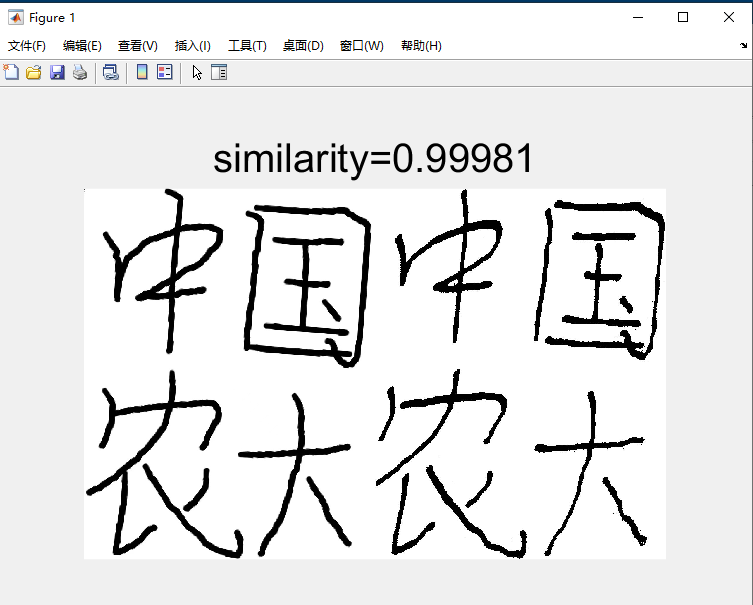 Figure 1
文件(F) 编辑(E) 查看(V) 插入(I) 工具(T) 桌面(D) 窗口(W) 帮助(H)
similarity=0.99981
中国中国
农大农大